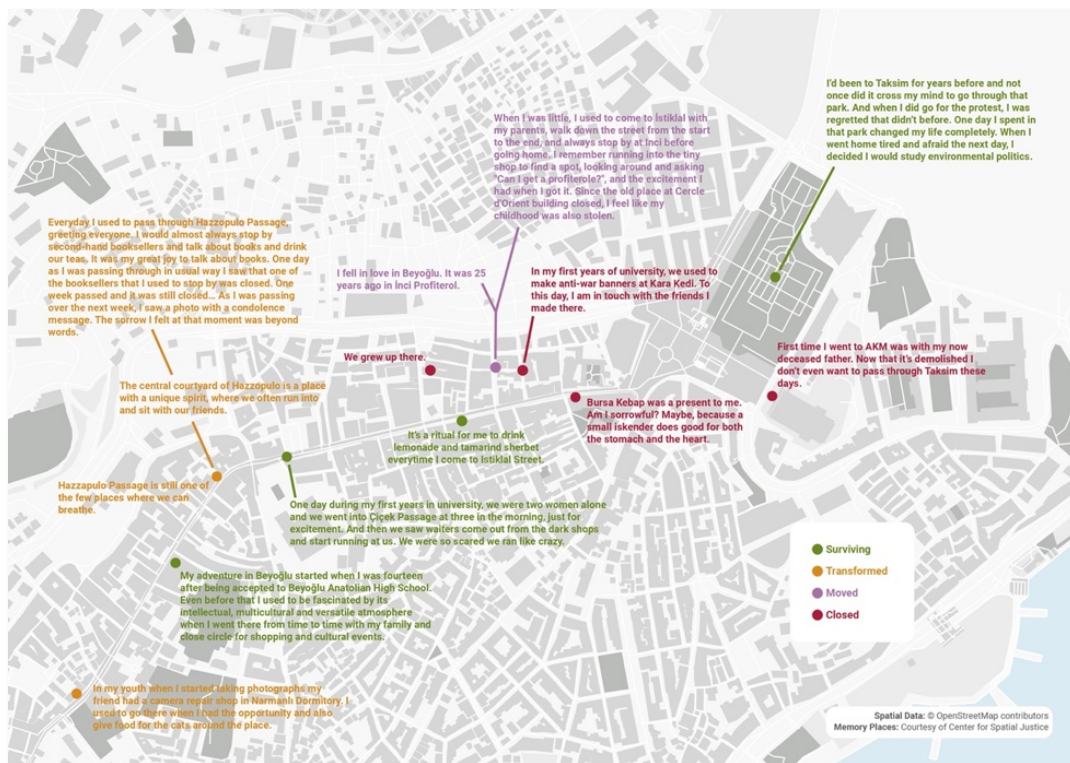 I'd been to Taksim for years before and not
once did it cross my mind to go through that
park. And when I did go for the protest, I was
regretted that didn't before. One day I spent in
that park changed my life completely. When I
went home tired and afraid the next day, I
decided I would study environmental politics.
When I was little, I used to come to İstiklal with
my parents, walk down the street from the start
to the end, and always stop by at İnci before
going home. I remember running into the tiny
shop to find a spot, looking around and asking
"Can I get a profiterole?", and the excitement I
had when I got it. Since the old place at Cercle
d'Orient building closed, I feel like my
childhood was also stolen.
Everyday I used to pass through Hazzopulo Passage,
greeting everyone. I would almost always stop by
second-hand booksellers and talk about books and drink
our teas. It was my great joy to talk about books. One day
as I was passing through in usual way I saw that one of
the booksellers that I used to stop by was closed. One
week passed and it was still closed... As I was passing
over the next week, I saw a photo with a condolence
message. The sorrow I felt at that moment was beyond
words.
I fell in love in Beyoğlu. It was 25
years ago in İnci Profiterol.
In my first years of university, we used to
make anti-war banners at Kara Kedi. To
this day, I am in touch with the friends I
made there.
We grew up there.
First time I went to AKM was with my now
deceased father. Now that it's demolished I
don't even want to pass through Taksim these
days.
The central courtyard of Hazzopulo is a place
with a unique spirit, where we often run into
and sit with our friends.
Bursa Kebap was a present to me.
Am I sorrowful? Maybe, because a
small iskender does good for both
the stomach and the heart.
It's a ritual for me to drink
lemonade and tamarind sherbet
everytime I come to Istiklal Street.
Hazzapulo Passage is still one of
the few places where we can
breathe.
One day during my first years in university, we were two women alone
and we went into Çiçek Passage at three in the morning, just for
excitement. And then we saw waiters come out from the dark shops
and start running at us. We were so scared we ran like crazy.
My adventure in Beyoğlu started when I was fourteen
after being accepted to Beyoğlu Anatolian High School.
Even before that I used to be fascinated by its
intellectual, multicultural and versatile atmosphere
when I went there from time to time with my family and
close circle for shopping and cultural events.
In my youth when I started taking photographs my
friend had a camera repair shop in Narmanlı Dormitory. I
used to go there when I had the opportunity and also
give food for the cats around the place.
Surviving
Transformed
Moved
Closed
Spatial Data: © OpenStreetMap contributors
Memory Places: Courtesy of Center for Spatial Justice